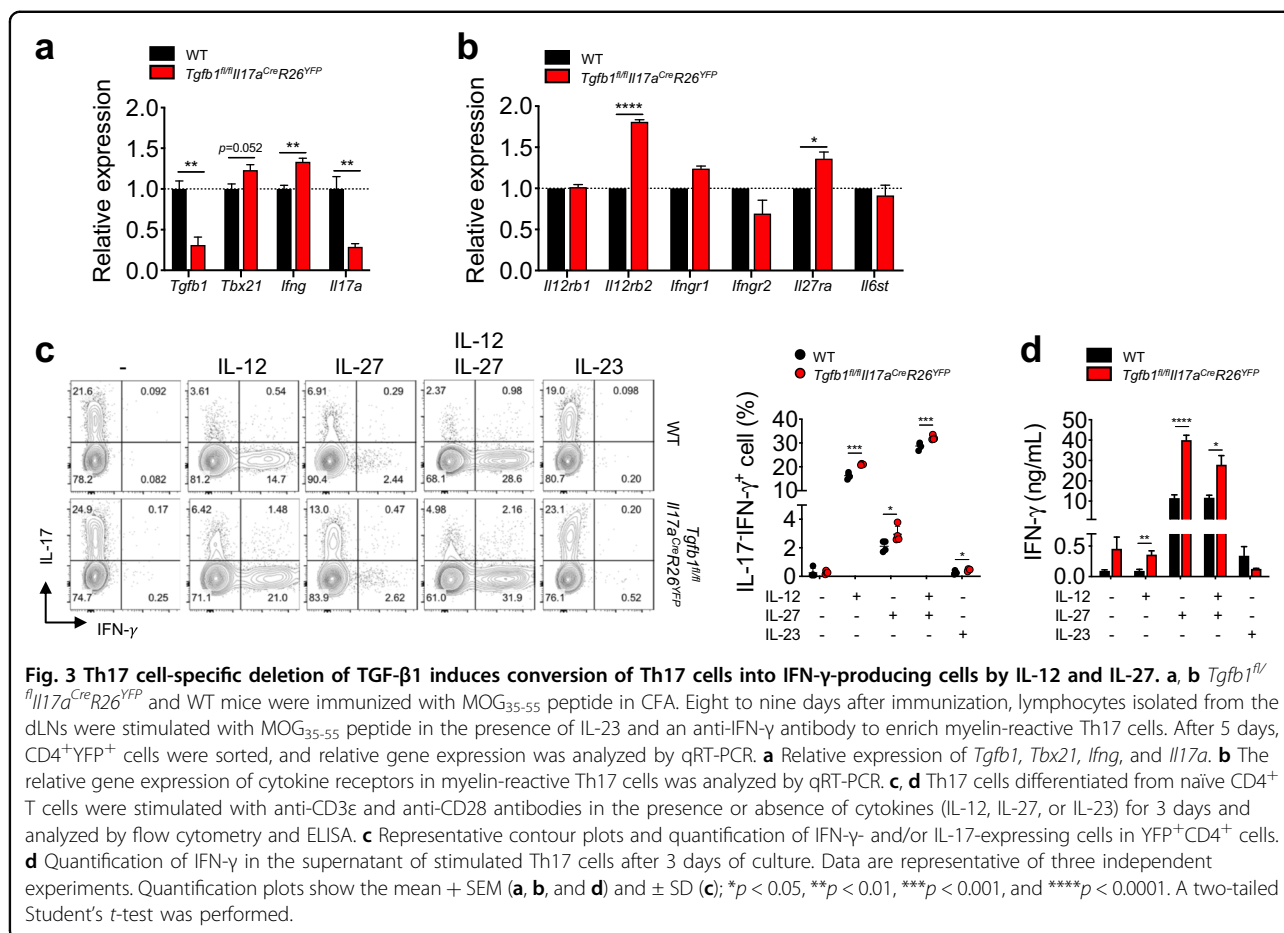 a
WT
Tgfb1fl/flIl17aCreR26YFP
Relative expression
2.0
1.5
1.0
0.5
0.0
**
p=0.052
**
**
Tgfb1 Tbx21 Ifng Il17a
b
WT
Tgfb1fl/flIl17aCreR26YFP
Relative expression
2.0
1.5
1.0
0.5
0.0
****
*
Il12rb1 Il12rb2 Ifngr1 Ifngr2 Il27ra Il6st
c
- IL-12 IL-27 IL-12 IL-27 IL-23
21.6 0.092 3.61 0.54 6.91 0.29 2.37 0.98 19.0 0.098
78.2 0.082 81.2 14.7 90.4 2.44 68.1 28.6 80.7 0.20
WT
24.9 0.17 6.42 1.48 13.0 0.47 4.98 2.16 23.1 0.20
74.7 0.25 71.1 21.0 83.9 2.62 61.0 31.9 76.1 0.52
Tgfb1fl/fl
Il17aCreR26YFP
IL-17
IFN-γ
WT
Tgfb1fl/flIl17aCreR26YFP
IL-17-IFN-γ+ cell (%)
40
30
20
10
4
2
0
***
*
***
*
IL-12 - + - + -
IL-27 - - + + -
IL-23 - - - - +
d
WT
Tgfb1fl/flIl17aCreR26YFP
IFN-γ (ng/mL)
50
40
30
20
10
0.5
0.0
**
****
*
IL-12 - + - + -
IL-27 - - + + -
IL-23 - - - - +
Fig. 3 Th17 cell-specific deletion of TGF-β1 induces conversion of Th17 cells into IFN-γ-producing cells by IL-12 and IL-27. a, b Tgfb1fl/
flIl17aCreR26YFP and WT mice were immunized with MOG35-55 peptide in CFA. Eight to nine days after immunization, lymphocytes isolated from the
dLNs were stimulated with MOG35-55 peptide in the presence of IL-23 and an anti-IFN-γ antibody to enrich myelin-reactive Th17 cells. After 5 days,
CD4+YFP+ cells were sorted, and relative gene expression was analyzed by qRT-PCR. a Relative expression of Tgfb1, Tbx21, Ifng, and Il17a. b The
relative gene expression of cytokine receptors in myelin-reactive Th17 cells was analyzed by qRT-PCR. c, d Th17 cells differentiated from naïve CD4+
T cells were stimulated with anti-CD3ε and anti-CD28 antibodies in the presence or absence of cytokines (IL-12, IL-27, or IL-23) for 3 days and
analyzed by flow cytometry and ELISA. c Representative contour plots and quantification of IFN-γ- and/or IL-17-expressing cells in YFP+CD4+ cells.
d Quantification of IFN-γ in the supernatant of stimulated Th17 cells after 3 days of culture. Data are representative of three independent
experiments. Quantification plots show the mean + SEM (a, b, and d) and ± SD (c); *p < 0.05, **p < 0.01, ***p < 0.001, and ****p < 0.0001. A two-tailed
Student's t-test was performed.